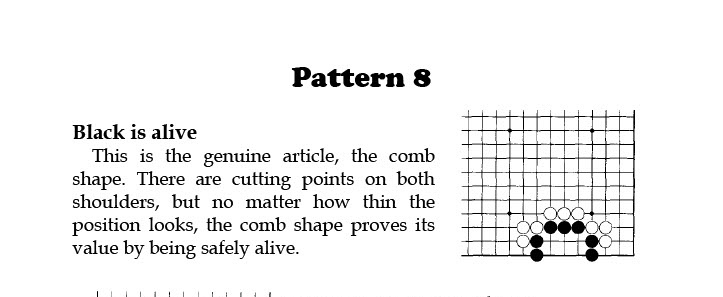 Pattern 8
Black is alive
This is the genuine article, the comb
shape. There are cutting points on both
shoulders, but no matter how thin the
position looks, the comb shape proves its
value by being safely alive.